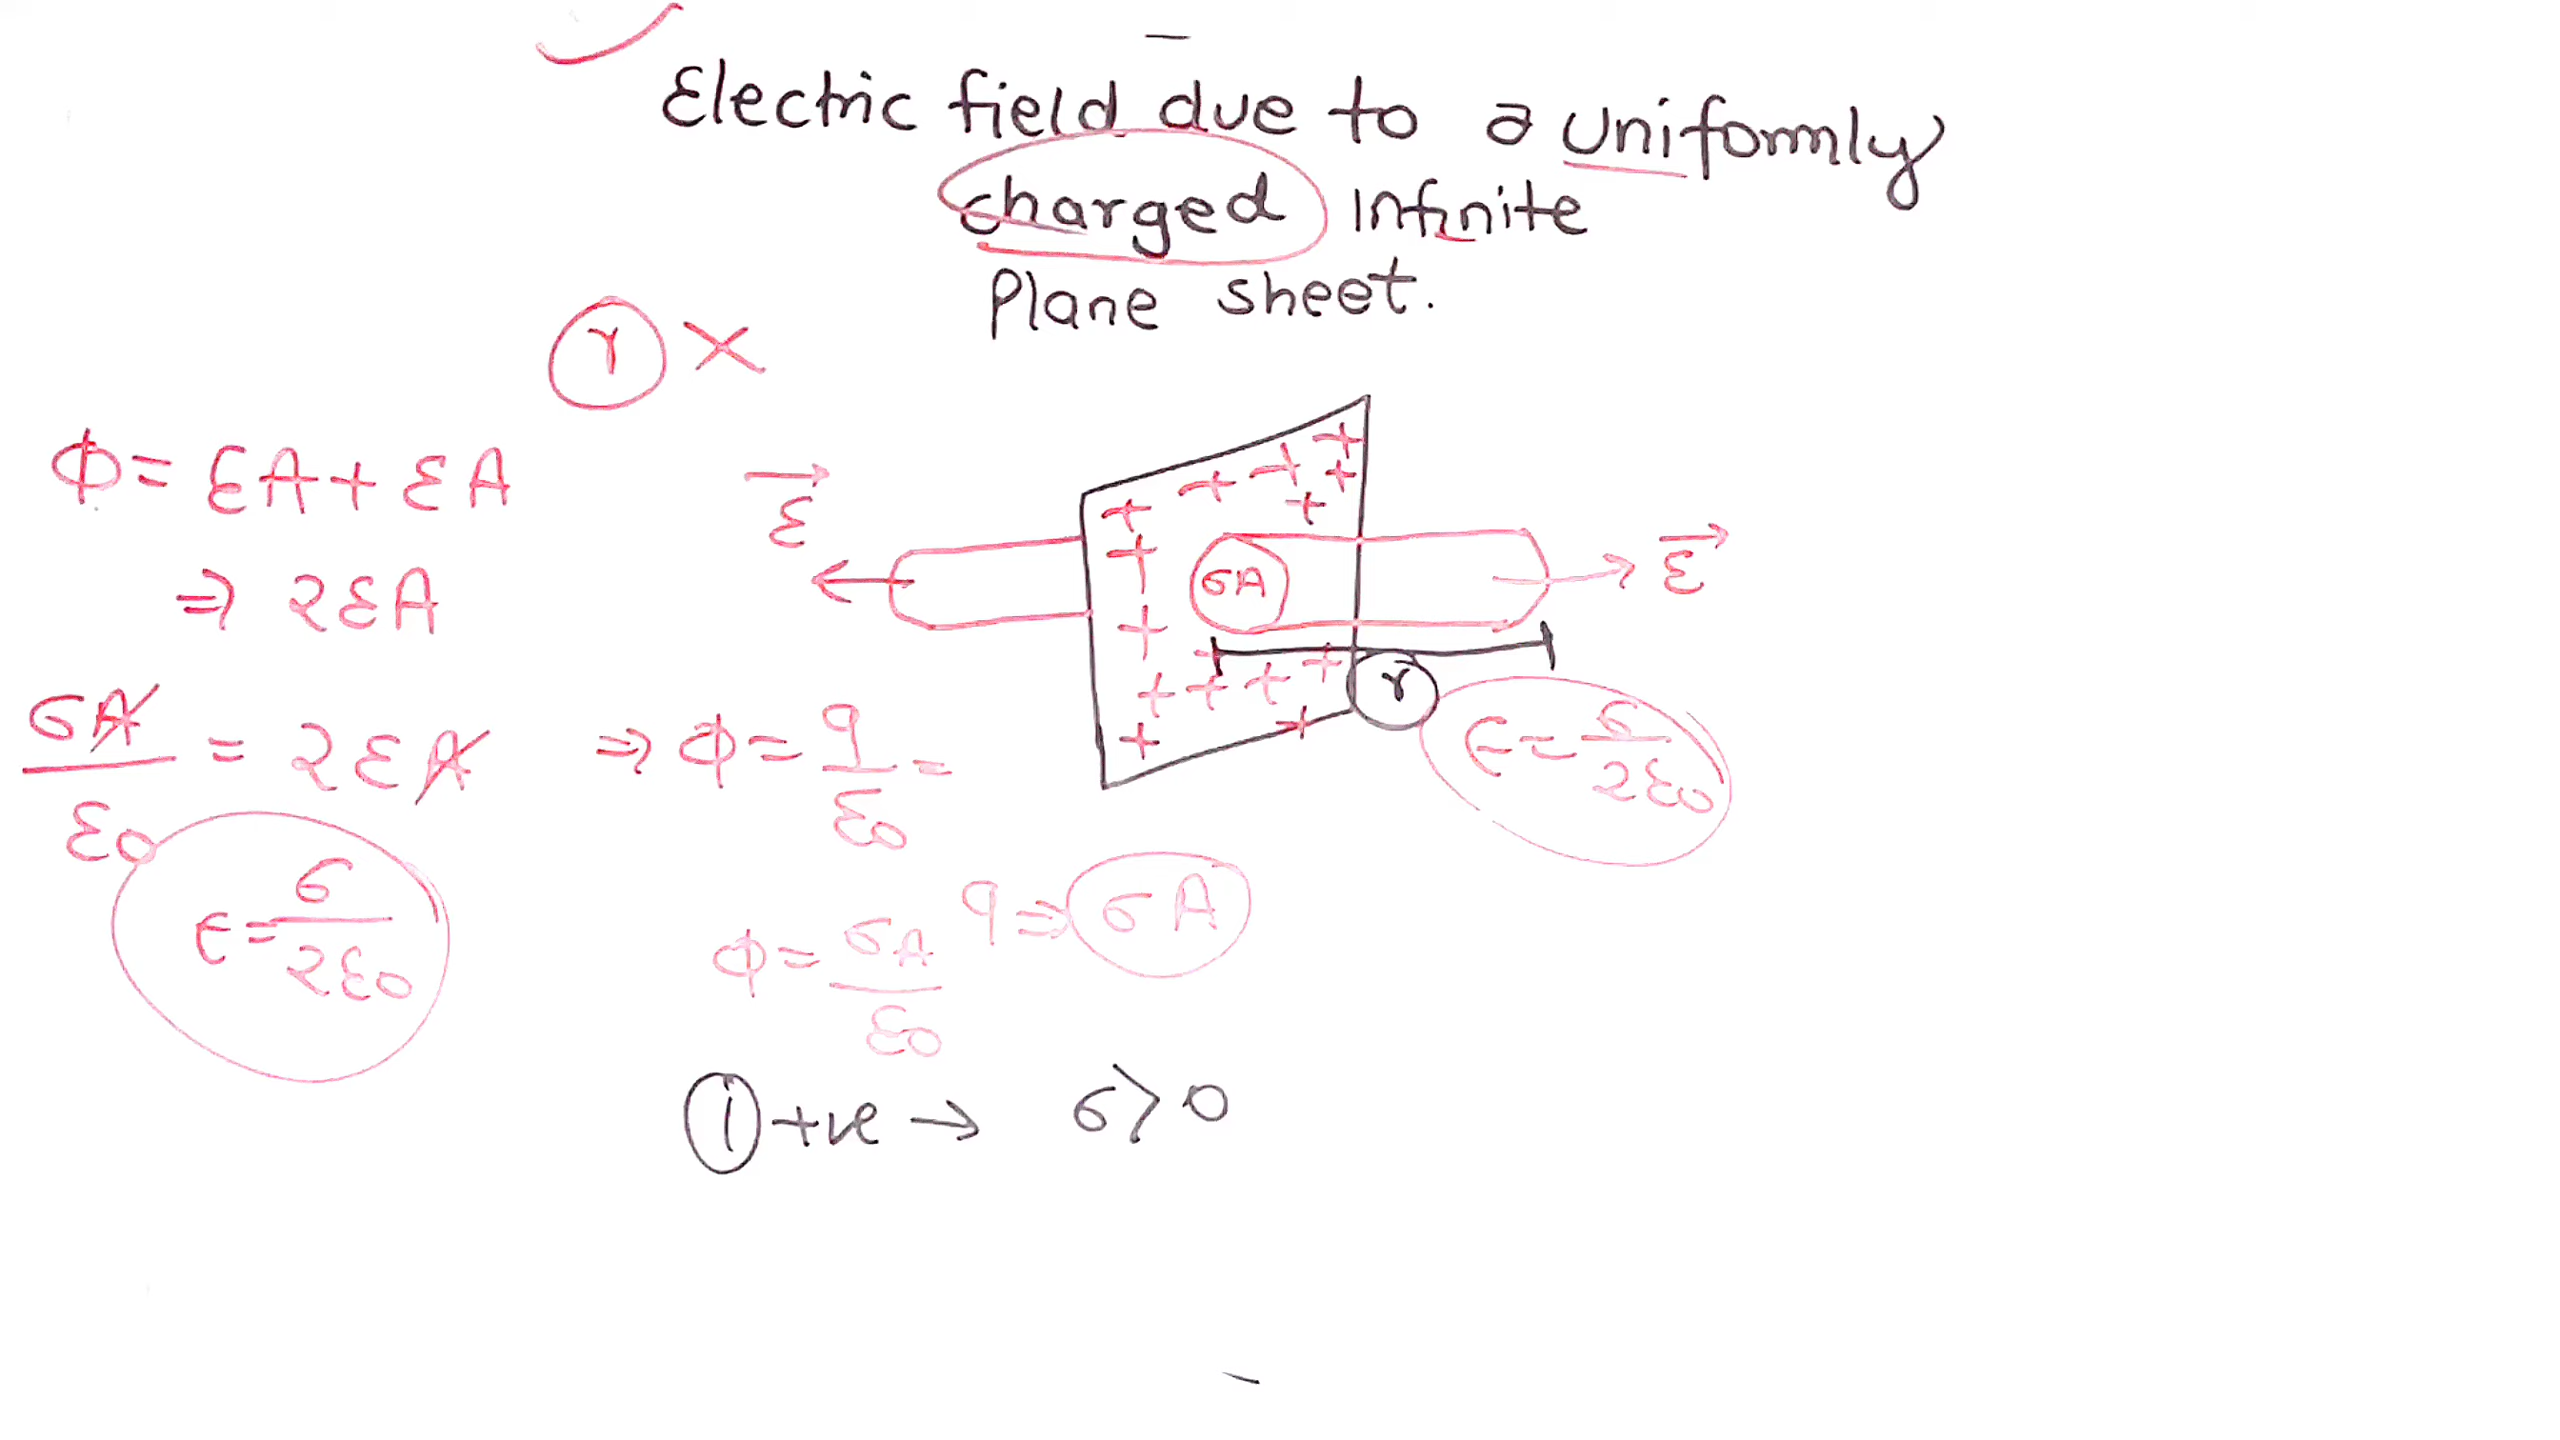 Electric field due to a uniformly
charged Infinite
Plane sheet.
r ×
Φ = EA + EA
⇒ 2EA
σA/ε0 = 2EA ⇒ Φ = q/ε0 =
E = σ/2ε0
q ⇒ σA
Φ = σA/ε0
① +ve → σ > 0
E
+ + + + + + + + + + + + + + + +
σA
E
r
E = σ/2ε0